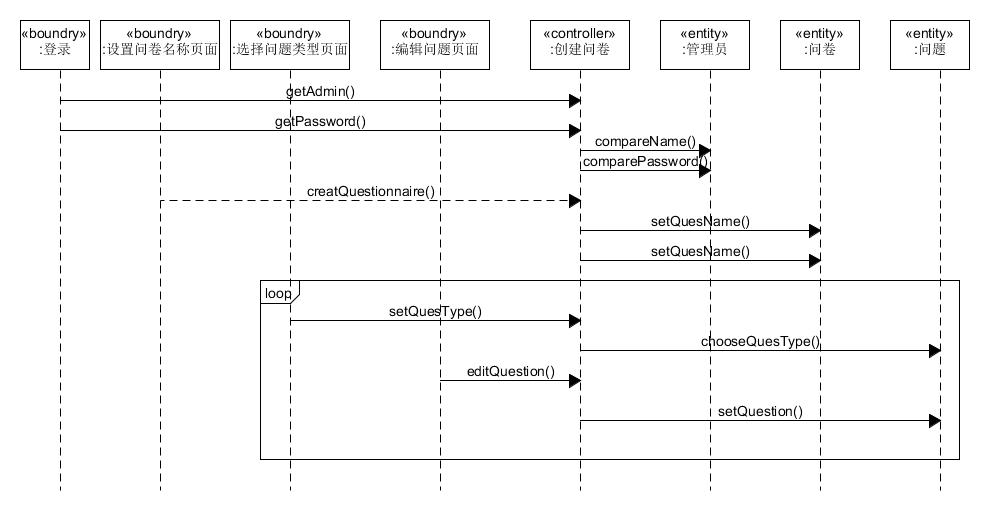 «boundry»
:登录
«boundry»
:设置问卷名称页面
«boundry»
:选择问题类型页面
«boundry»
:编辑问题页面
«controller»
:创建问卷
«entity»
:管理员
«entity»
:问卷
«entity»
:问题
getAdmin()
getPassword()
compareName()
comparePassword()
creatQuestionnaire()
setQuesName()
setQuesName()
loop
setQuesType()
chooseQuesType()
editQuestion()
setQuestion()